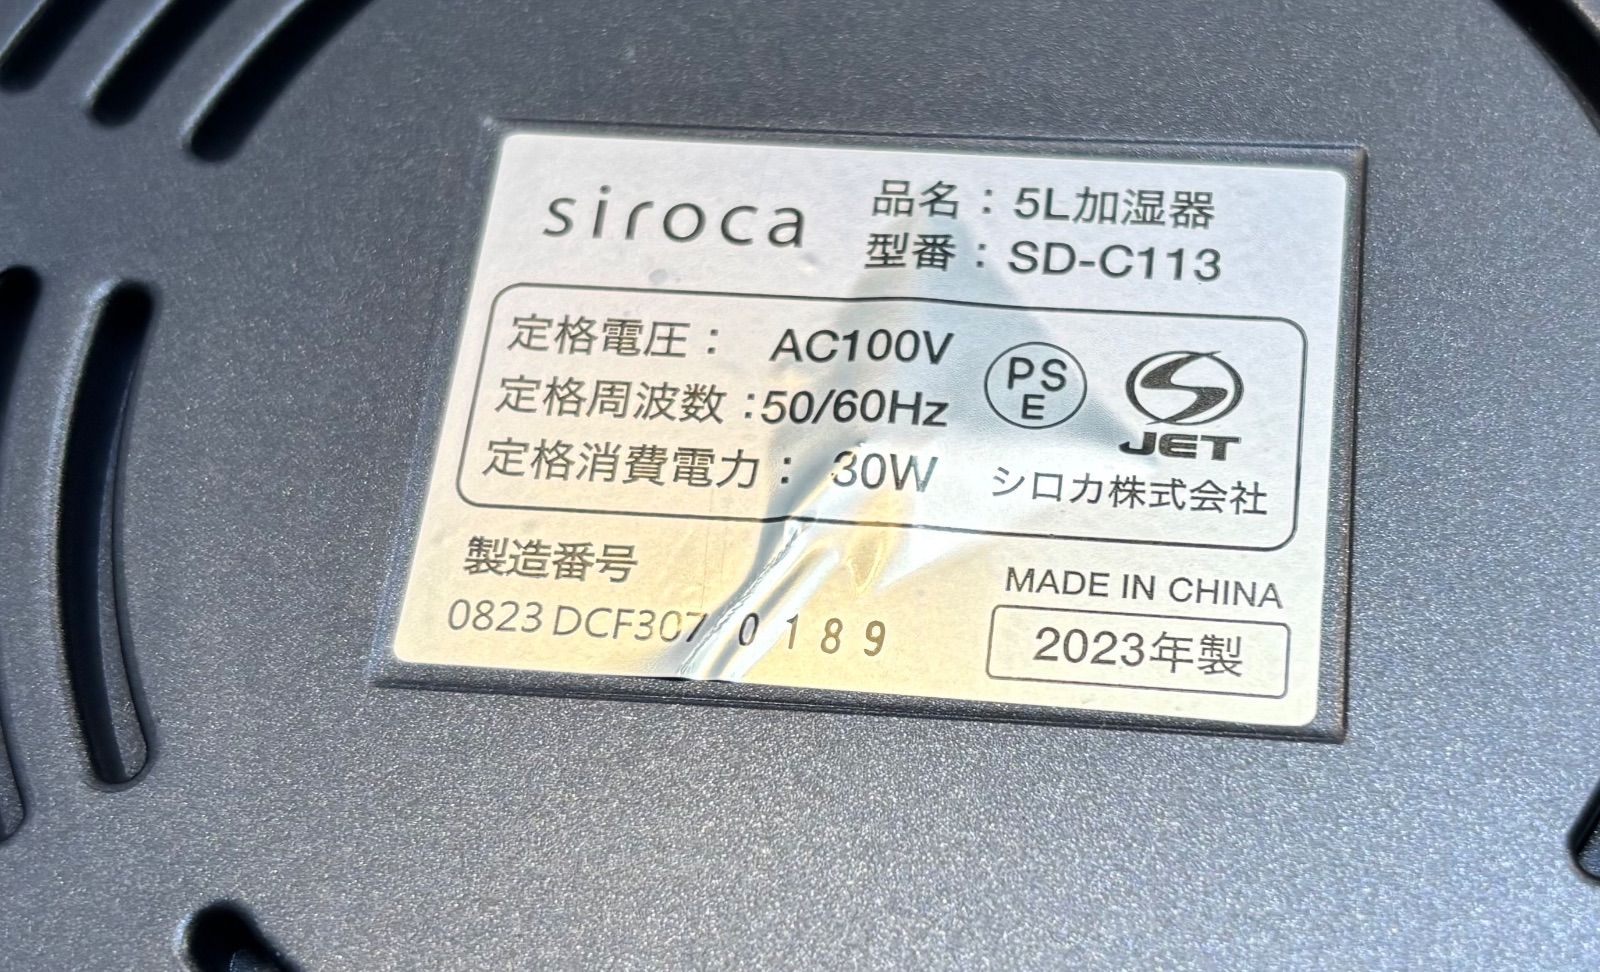 siroca
品名：5L加湿器
型番：SD-C113
定格電圧： AC100V
定格周波数：50/60Hz
定格消費電力： 30W
PSE
JET
シロカ株式会社
製造番号
0823 DCF307 0189
MADE IN CHINA
2023年製